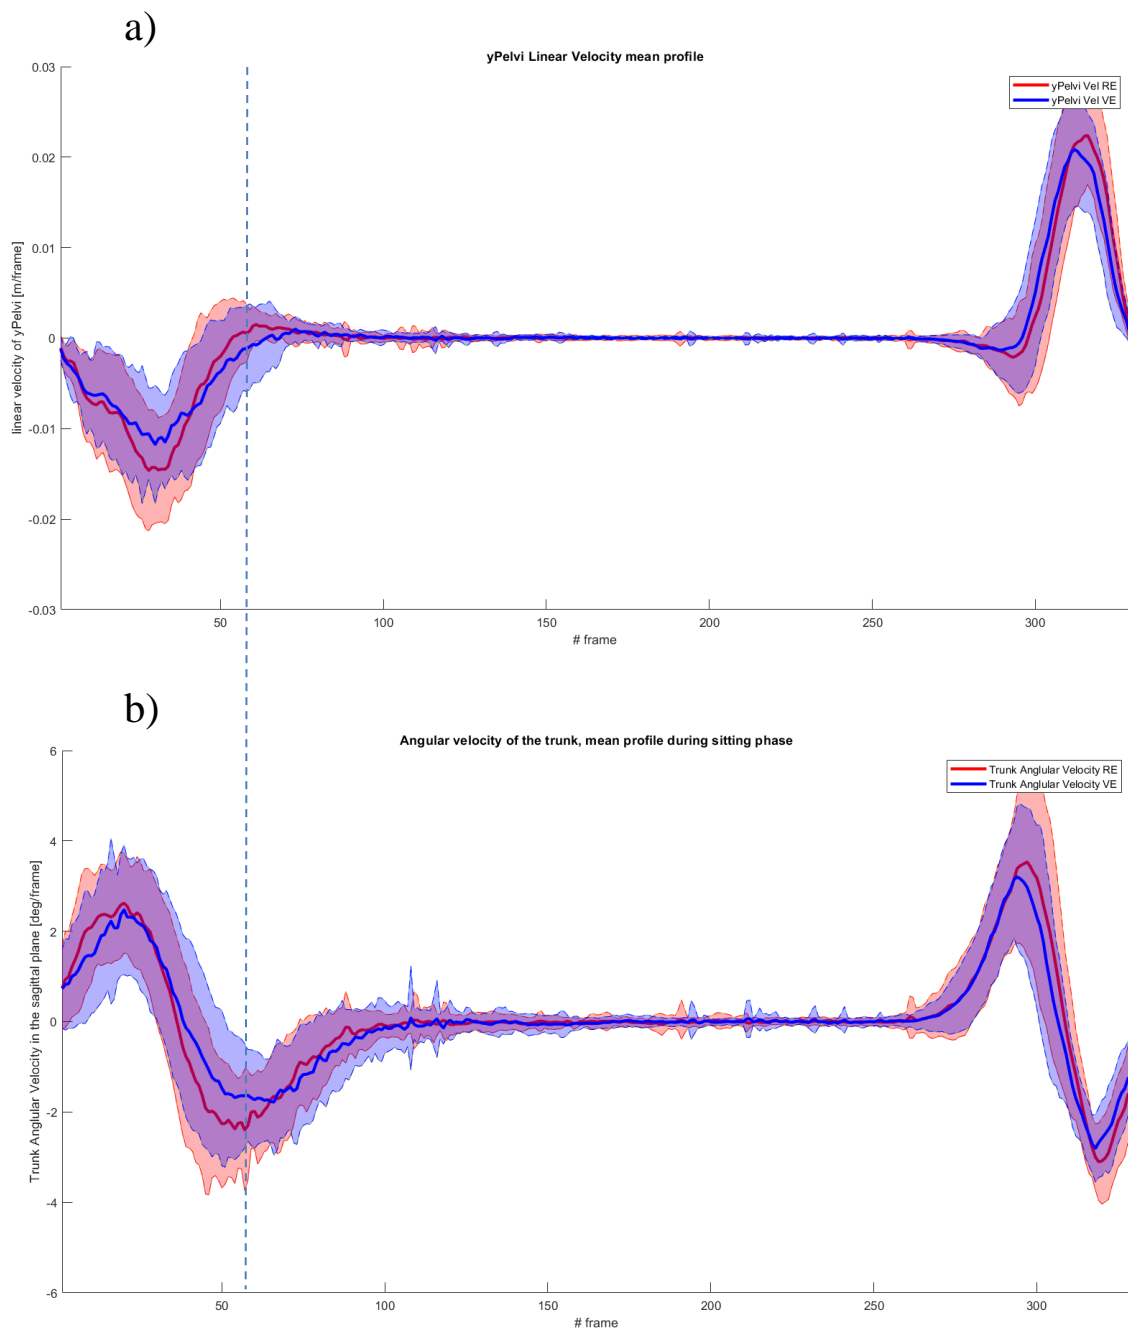 a)
yPelvi Linear Velocity mean profile
yPelvi Vel RE
yPelvi Vel VE
linear velocity of yPelvi [m/frame]
0.03
0.02
0.01
0
-0.01
-0.02
-0.03
50 100 150 200 250 300
# frame
b)
Angular velocity of the trunk, mean profile during sitting phase
Trunk Anglular Velocity RE
Trunk Anglular Velocity VE
Trunk Anglular Velocity in the sagittal plane [deg/frame]
6
4
2
0
-2
-4
-6
50 100 150 200 250 300
# frame